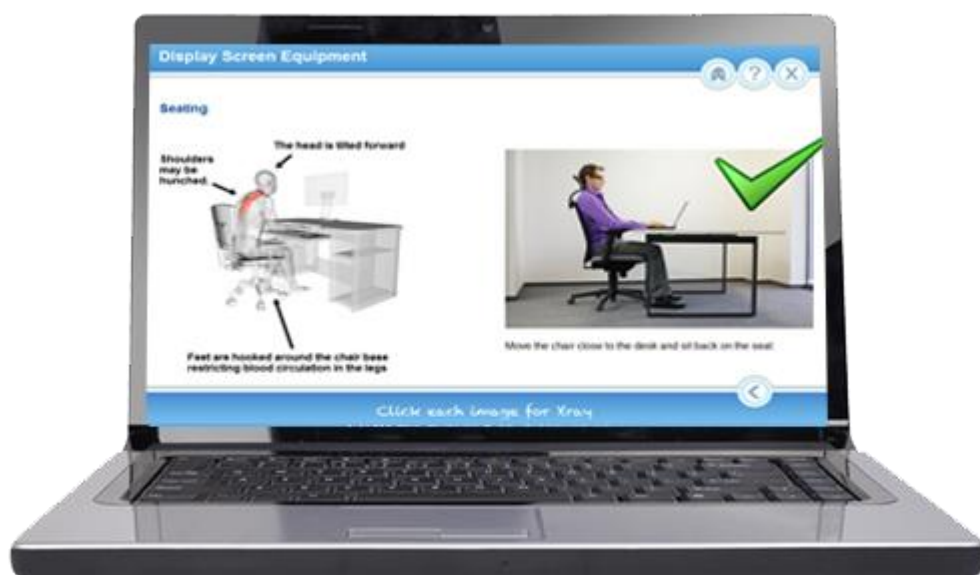 Display Screen Equipment
?
X
Seating
The head is tilted forward
Shoulders
may be
hunched.
Feet are hooked around the chair base
restricting blood circulation in the legs
Move the chair close to the desk and sit back on the seat
Click each image for Xray